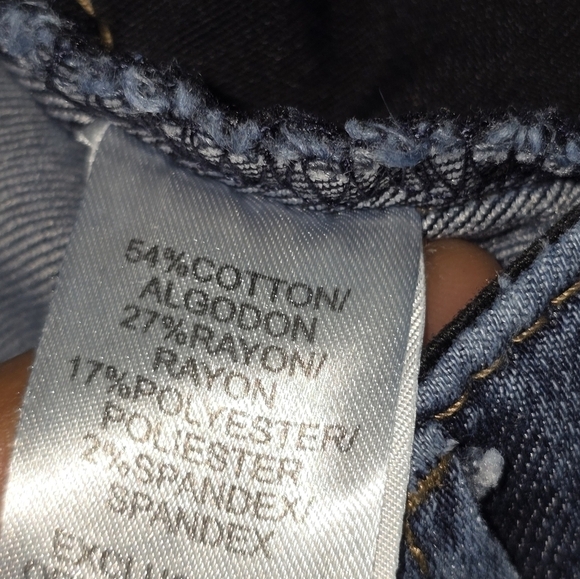 54%COTTON/
ALGODON
27%RAYON/
RAYON
17%POLYESTER/
POLIESTER
2%SPANDEX/
SPANDEX